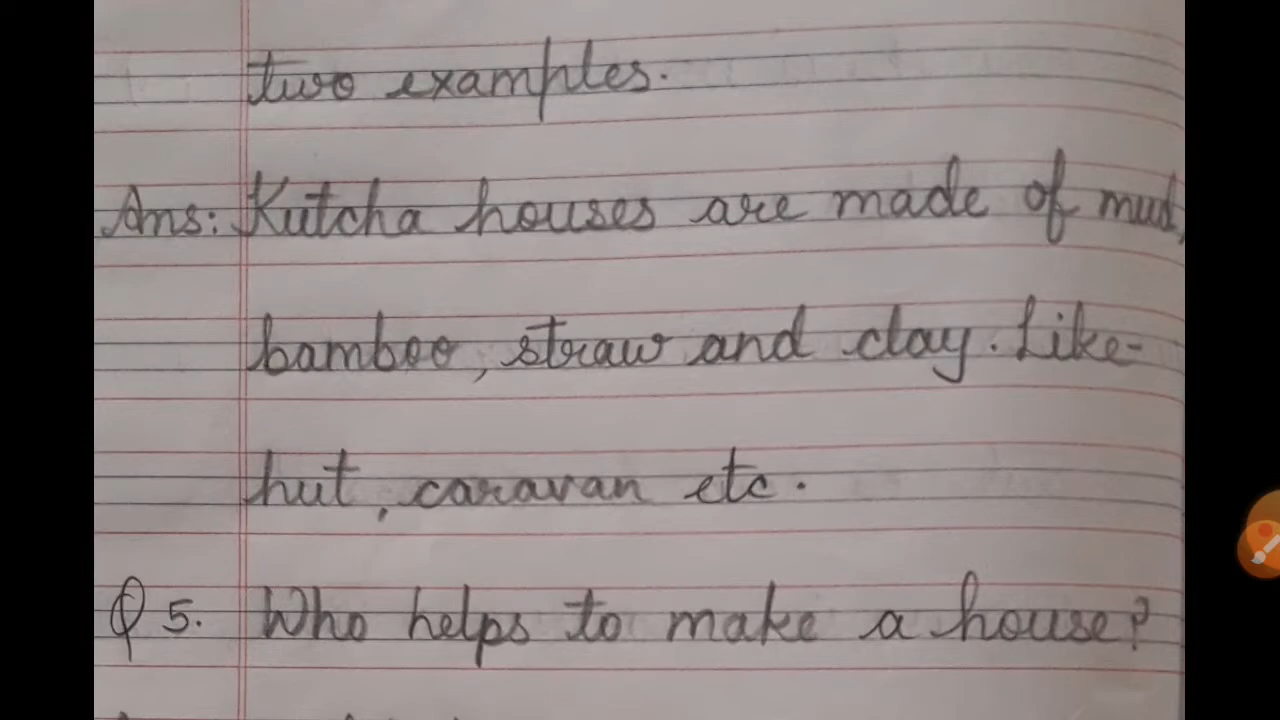 two examples.
Ans: Kutcha houses are made of mud,
bamboo, straw and clay. Like-
hut, caravan etc.
Q 5. Who helps to make a house?